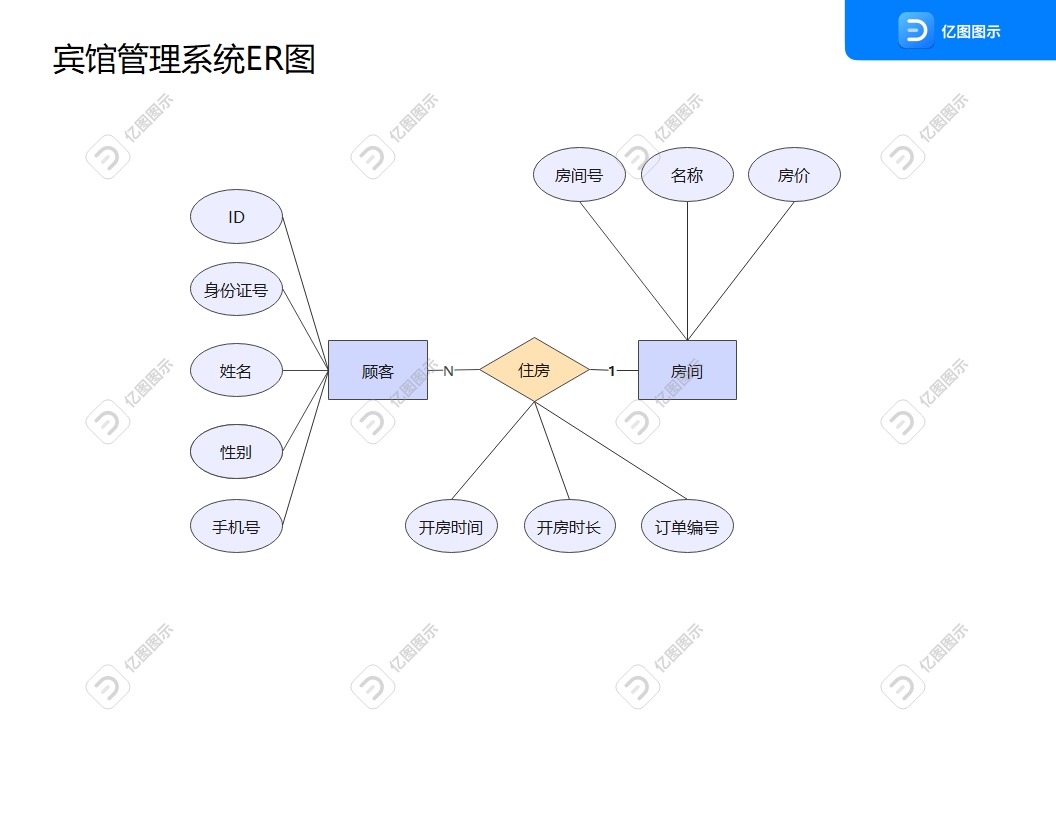 宾馆管理系统ER图
亿图图示
房间号
名称
房价
ID
身份证号
姓名
性别
手机号
顾客
N
住房
1
房间
开房时间
开房时长
订单编号
亿图图示
亿图图示
亿图图示
亿图图示
亿图图示
亿图图示
亿图图示
亿图图示
亿图图示
亿图图示
亿图图示
亿图图示